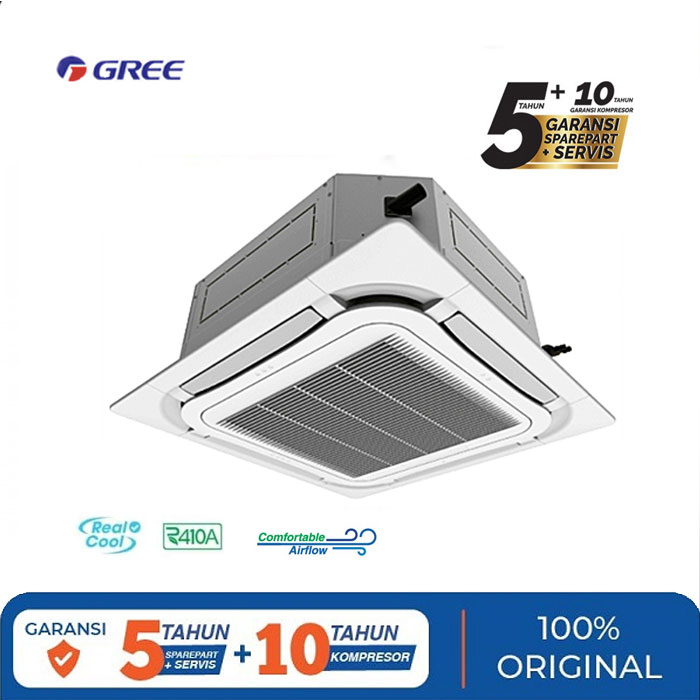 GREE
5 TAHUN + 10 TAHUN
GARANSI KOMPRESOR
GARANSI
SPAREPART
+ SERVIS
Real
Cool
R410A
Comfortable
Airflow
GARANSI
5 TAHUN
SPAREPART
+ SERVIS
+ 10 TAHUN
KOMPRESOR
100%
ORIGINAL